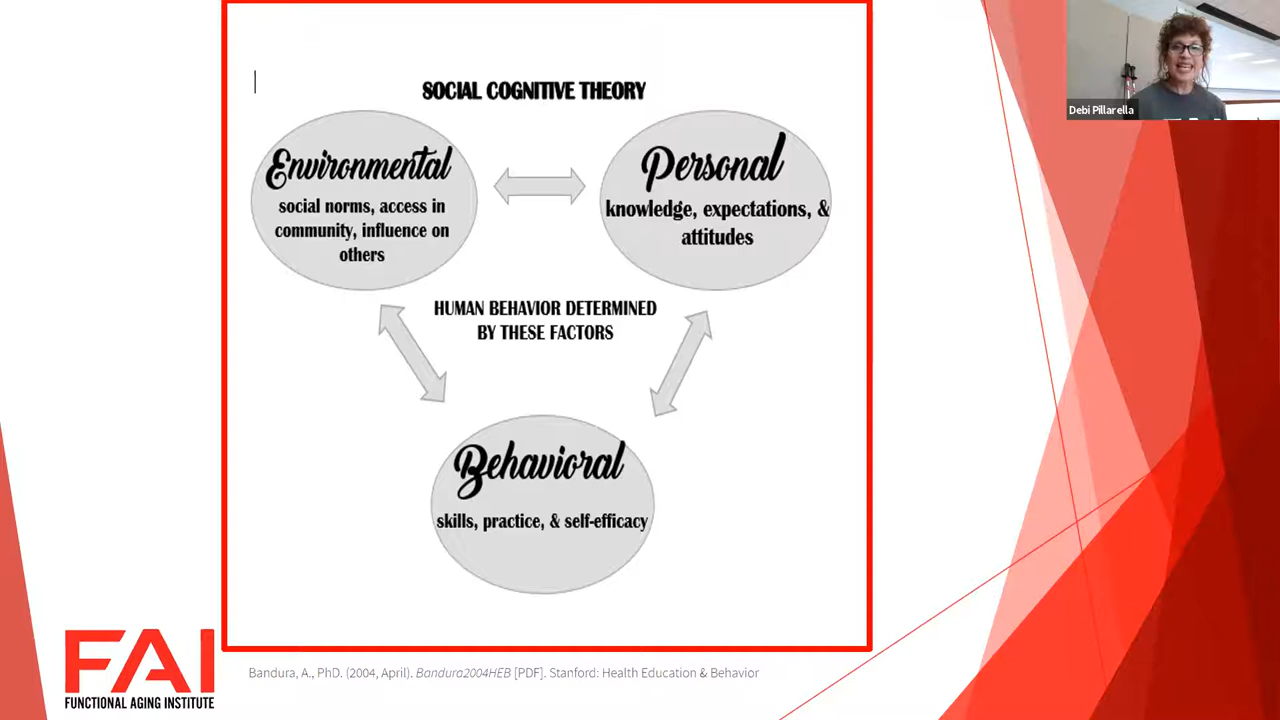 SOCIAL COGNITIVE THEORY
Environmental
social norms, access in
community, influence on
others
Personal
knowledge, expectations, &
attitudes
HUMAN BEHAVIOR DETERMINED
BY THESE FACTORS
Behavioral
skills, practice, & self-efficacy
Debi Pillarella
FAI
FUNCTIONAL AGING INSTITUTE
Bandura, A., PhD. (2004, April). Bandura2004HEB [PDF]. Stanford: Health Education & Behavior